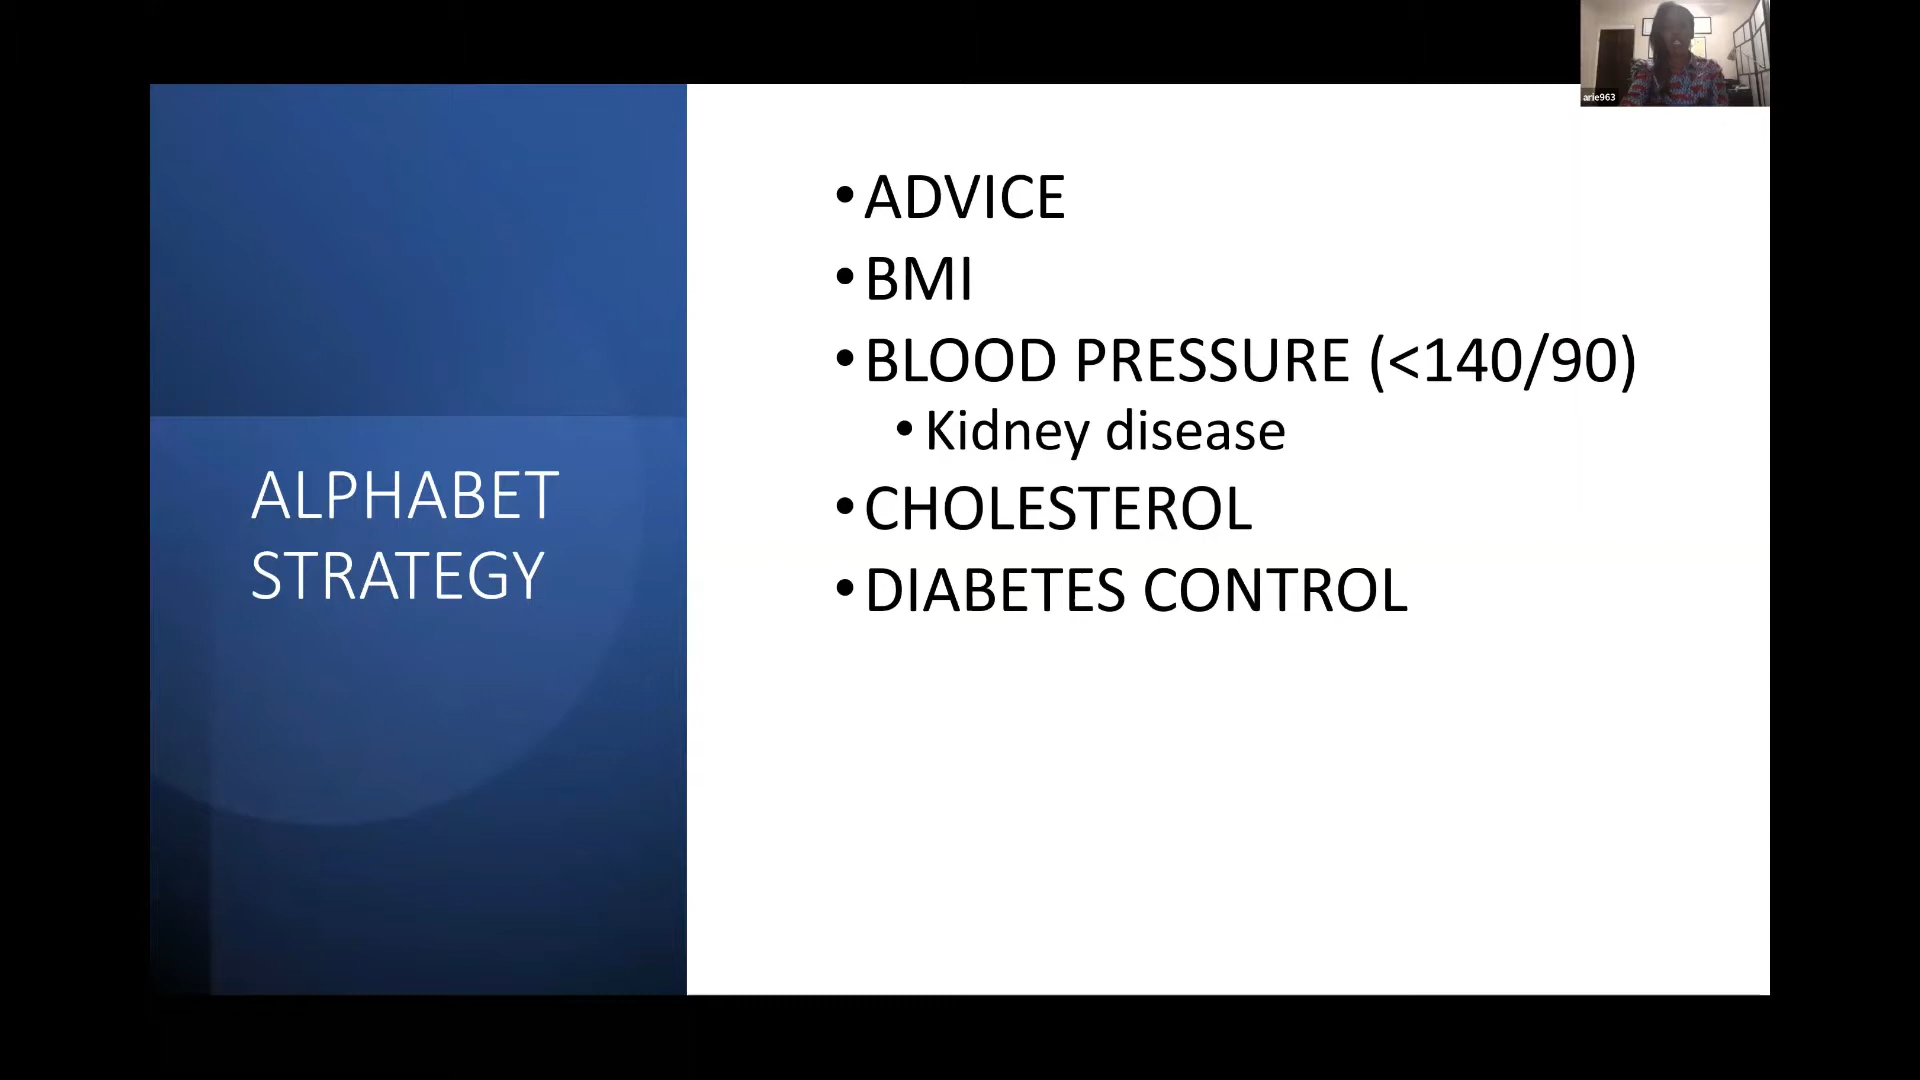 arie963
ALPHABET
STRATEGY
•ADVICE
•BMI
•BLOOD PRESSURE (<140/90)
•Kidney disease
•CHOLESTEROL
•DIABETES CONTROL